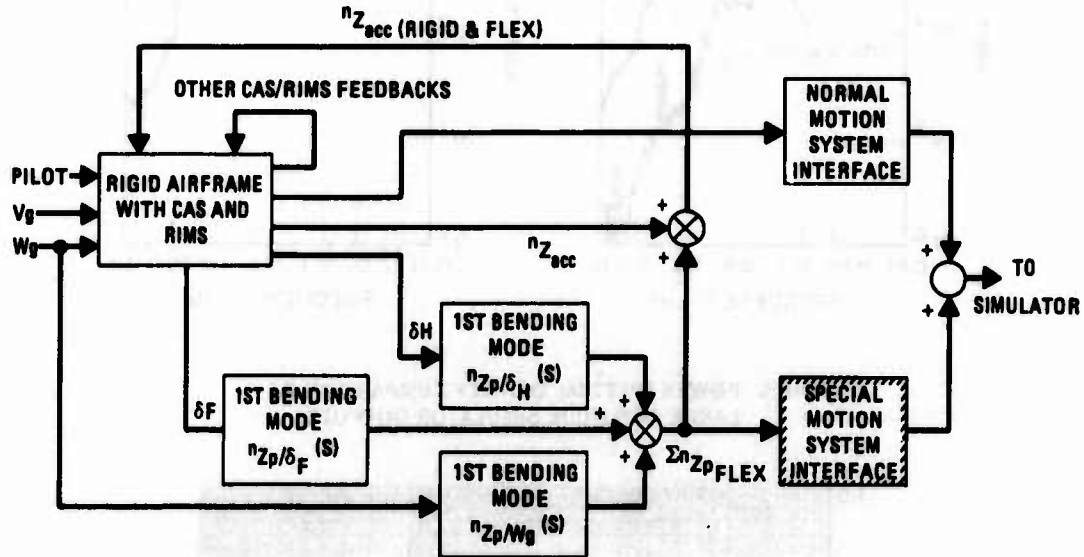 nZacc (RIGID & FLEX)
OTHER CAS/RIMS FEEDBACKS
NORMAL
MOTION
SYSTEM
INTERFACE
PILOT
Vg
Wg
RIGID AIRFRAME
WITH CAS AND
RIMS
+
+
nZacc
+
+
TO
SIMULATOR
δH
1ST BENDING
MODE
nZp/δH (S)
δF
1ST BENDING
MODE
nZp/δF (S)
+
+
+
ΣnZpFLEX
SPECIAL
MOTION
SYSTEM
INTERFACE
1ST BENDING
MODE
nZp/Wg (S)